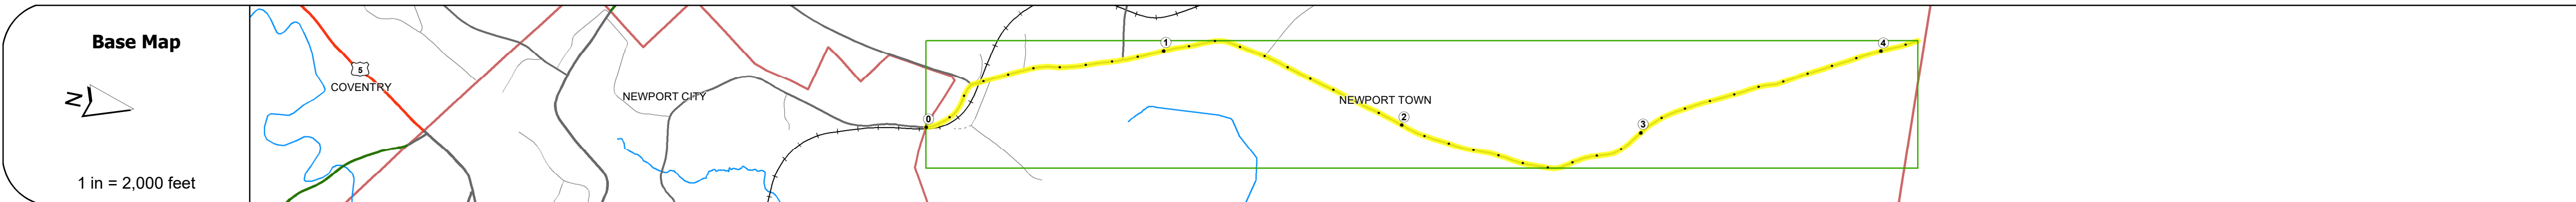 Base Map
N
1 in = 2,000 feet
5
COVENTRY
NEWPORT CITY
0
1
NEWPORT TOWN
2
3
4